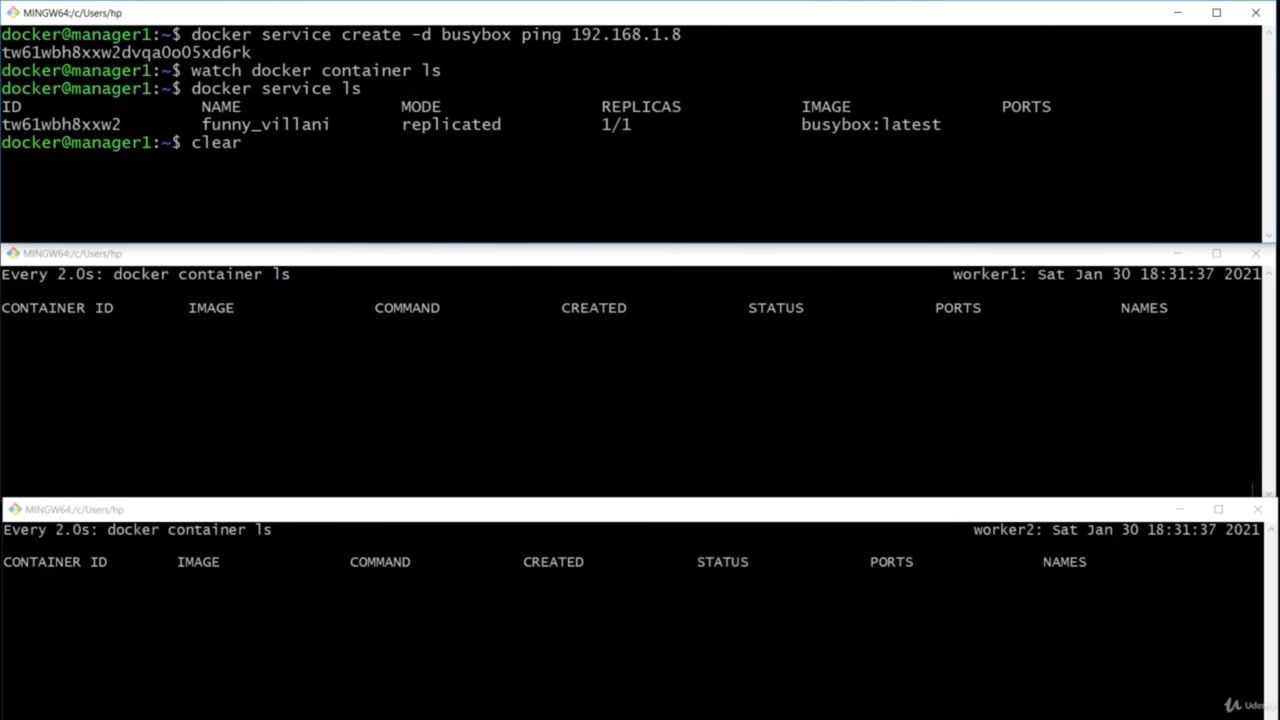 MINGW64:/c/Users/hp
docker@manager1:~$ docker service create -d busybox ping 192.168.1.8
tw61wbh8xxw2dvqa0o05xd6rk
docker@manager1:~$ watch docker container ls
docker@manager1:~$ docker service ls
ID NAME MODE REPLICAS IMAGE PORTS
tw61wbh8xxw2 funny_villani replicated 1/1 busybox:latest
docker@manager1:~$ clear
MINGW64:/c/Users/hp
Every 2.0s: docker container ls worker1: Sat Jan 30 18:31:37 2021
CONTAINER ID IMAGE COMMAND CREATED STATUS PORTS NAMES
MINGW64:/c/Users/hp
Every 2.0s: docker container ls worker2: Sat Jan 30 18:31:37 2021
CONTAINER ID IMAGE COMMAND CREATED STATUS PORTS NAMES